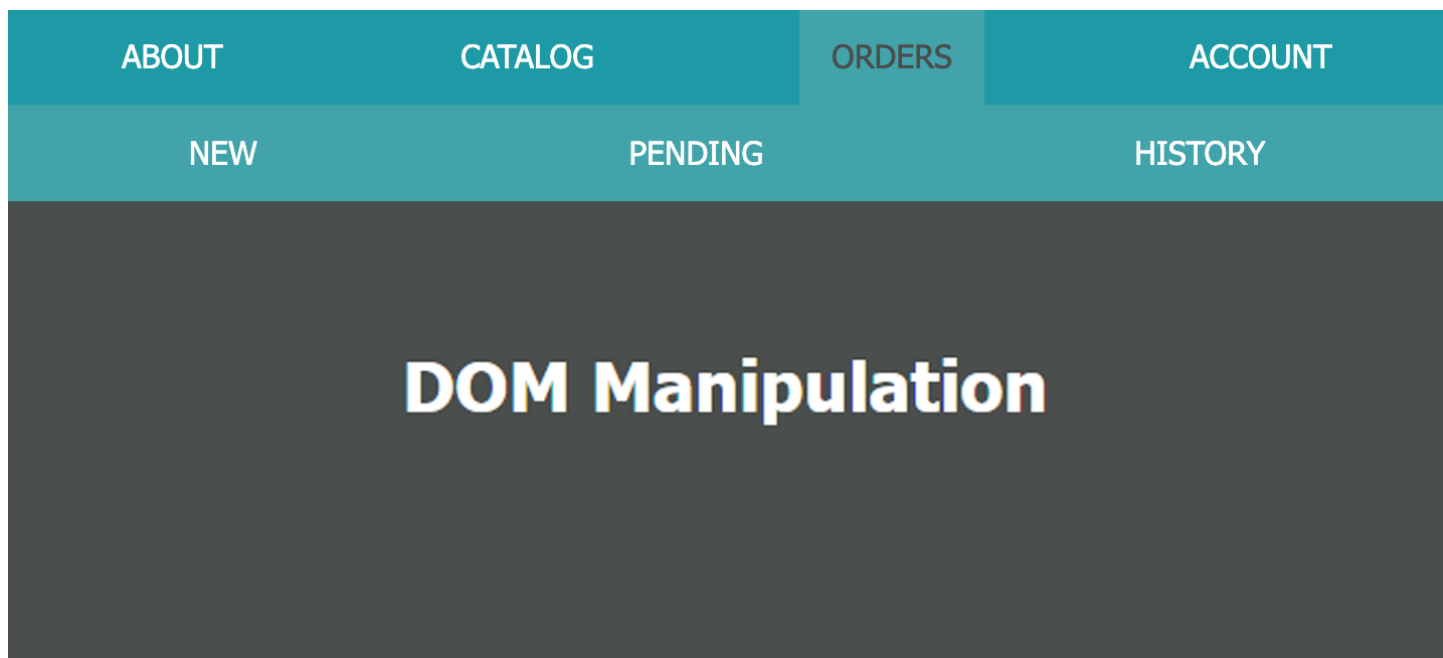 ABOUT CATALOG ORDERS ACCOUNT
NEW PENDING HISTORY
DOM Manipulation